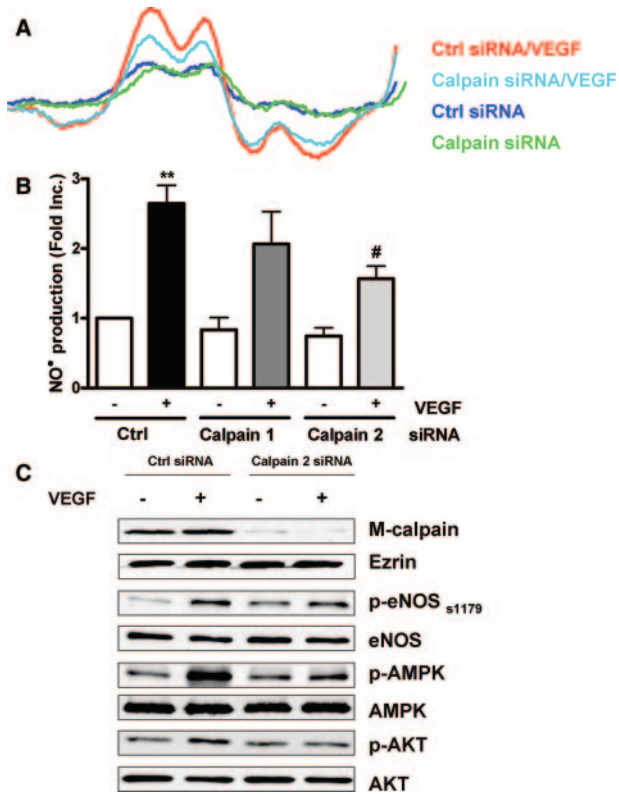 A
Ctrl siRNA/VEGF
Calpain siRNA/VEGF
Ctrl siRNA
Calpain siRNA
B
NO• production (Fold Inc.)
3
2
1
0
**
#
- + - + - + VEGF
Ctrl Calpain 1 Calpain 2 siRNA
C
Ctrl siRNA Calpain 2 siRNA
VEGF - + - +
M-calpain
Ezrin
p-eNOS s1179
eNOS
p-AMPK
AMPK
p-AKT
AKT